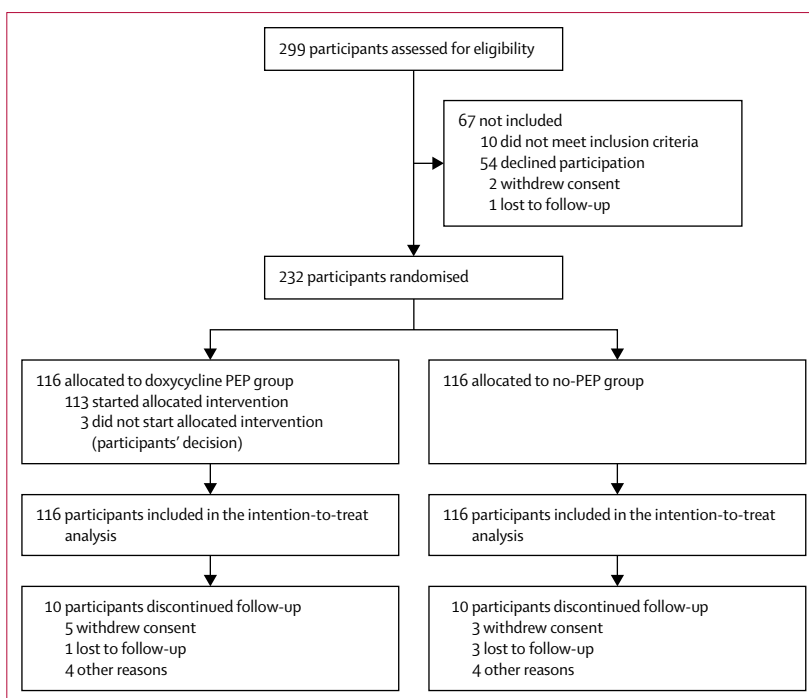 299 participants assessed for eligibility
67 not included
10 did not meet inclusion criteria
54 declined participation
2 withdrew consent
1 lost to follow-up
232 participants randomised
116 allocated to doxycycline PEP group
113 started allocated intervention
3 did not start allocated intervention
(participants’ decision)
116 allocated to no-PEP group
116 participants included in the intention-to-treat
analysis
116 participants included in the intention-to-treat
analysis
10 participants discontinued follow-up
5 withdrew consent
1 lost to follow-up
4 other reasons
10 participants discontinued follow-up
3 withdrew consent
3 lost to follow-up
4 other reasons